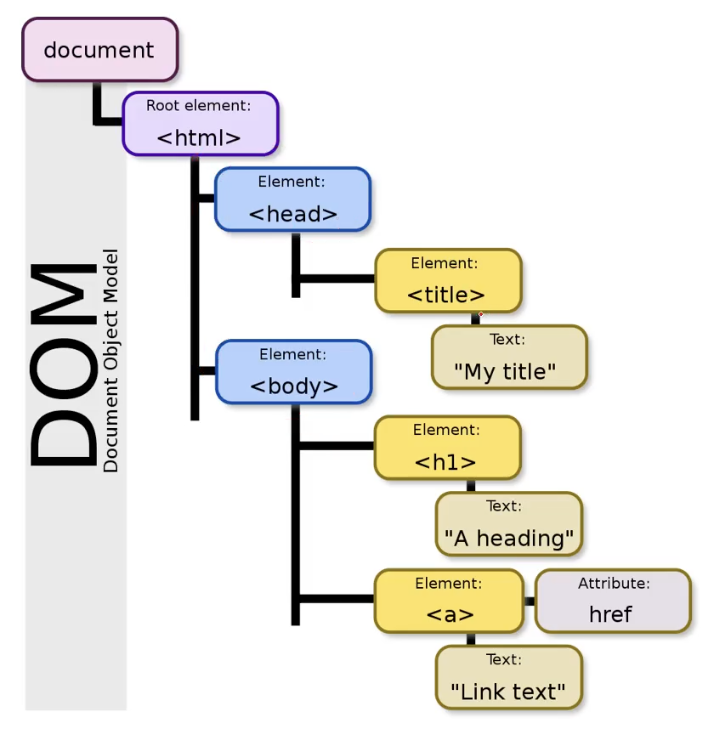 document
Root element:
<html>
Element:
<head>
Element:
<title>
Text:
"My title"
Element:
<body>
Element:
<h1>
Text:
"A heading"
Element:
<a>
Attribute:
href
Text:
"Link text"
DOM
Document Object Model